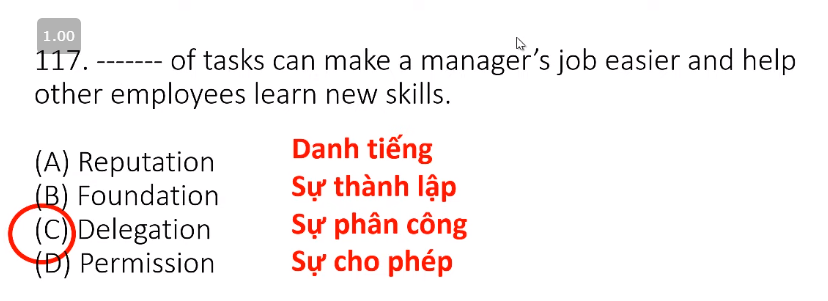 1.00
117. ------- of tasks can make a manager’s job easier and help
other employees learn new skills.
(A) Reputation Danh tiếng
(B) Foundation Sự thành lập
(C) Delegation Sự phân công
(D) Permission Sự cho phép